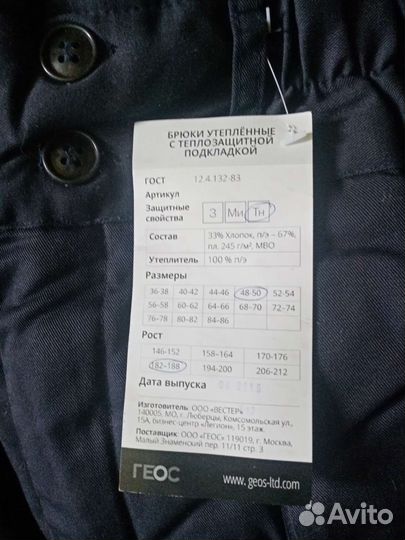 БРЮКИ УТЕПЛЁННЫЕ
С ТЕПЛОЗАЩИТНОЙ
ПОДКЛАДКОЙ
ГОСТ 12.4.132-83
Артикул
Защитные свойства З Ми Тн
Состав 33% Хлопок, п/э – 67%,
пл. 245 г/м², МВО
Утеплитель 100 % п/э
Размеры
36-38 40-42 44-46 48-50 52-54
56-58 60-62 64-66 68-70 72-74
76-78 80-82 84-86
Рост
146-152 158-164 170-176
182-188 194-200 206-212
Дата выпуска
Изготовитель: ООО «ВЕСТЕР»
140005, МО, г. Люберцы, Комсомольская ул.,
15А, бизнес-центр «Легион», 15 этаж.
Поставщик: ООО «ГЕОС» 119019, г. Москва,
Малый Знаменский пер. 11/11 стр. 3
ГЕОС www.geos-ltd.com
Avito